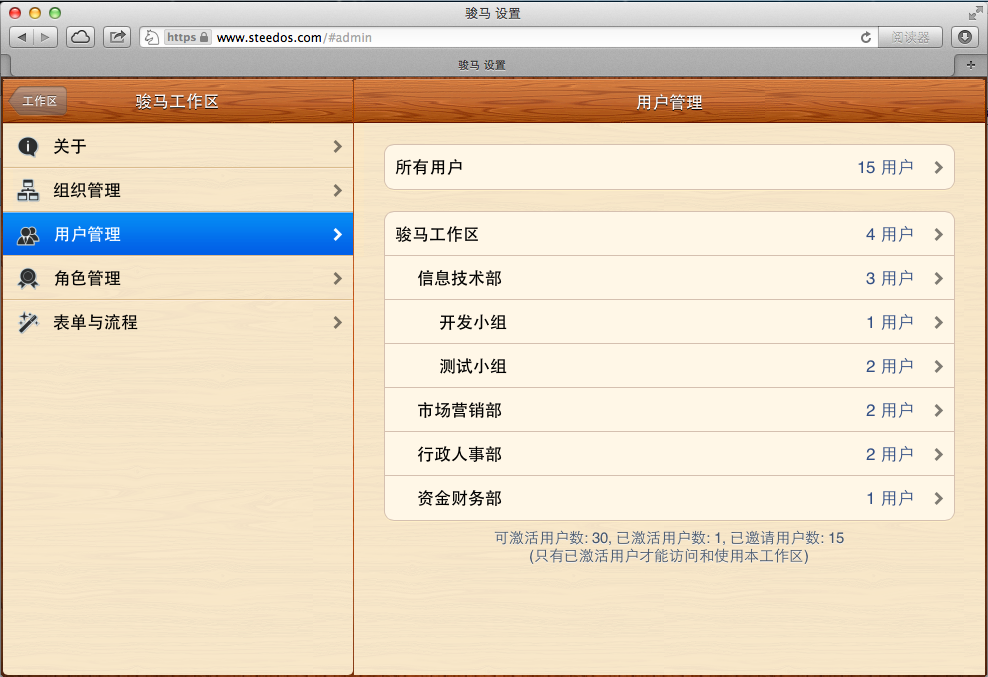 骏马 设置
https www.steedos.com/#admin 阅读器
骏马 设置
工作区 骏马工作区
关于
组织管理
用户管理
角色管理
表单与流程
用户管理
所有用户 15 用户
骏马工作区 4 用户
信息技术部 3 用户
开发小组 1 用户
测试小组 2 用户
市场营销部 2 用户
行政人事部 2 用户
资金财务部 1 用户
可激活用户数: 30, 已激活用户数: 1, 已邀请用户数: 15
(只有已激活用户才能访问和使用本工作区)